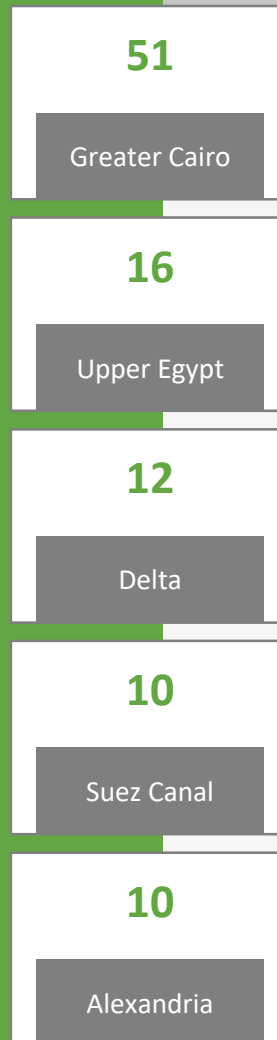 51
Greater Cairo
16
Upper Egypt
12
Delta
10
Suez Canal
10
Alexandria